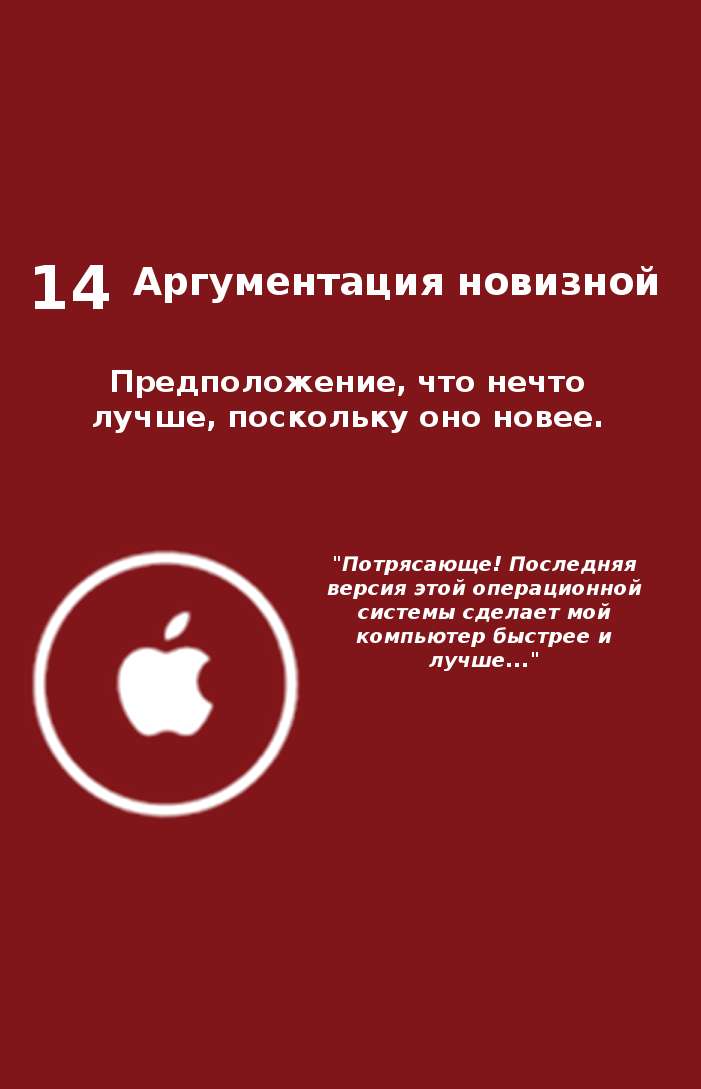 14 Аргументация новизной
Предположение, что нечто
лучше, поскольку оно новее.
"Потрясающе! Последняя
версия этой операционной
системы сделает мой
компьютер быстрее и
лучше..."